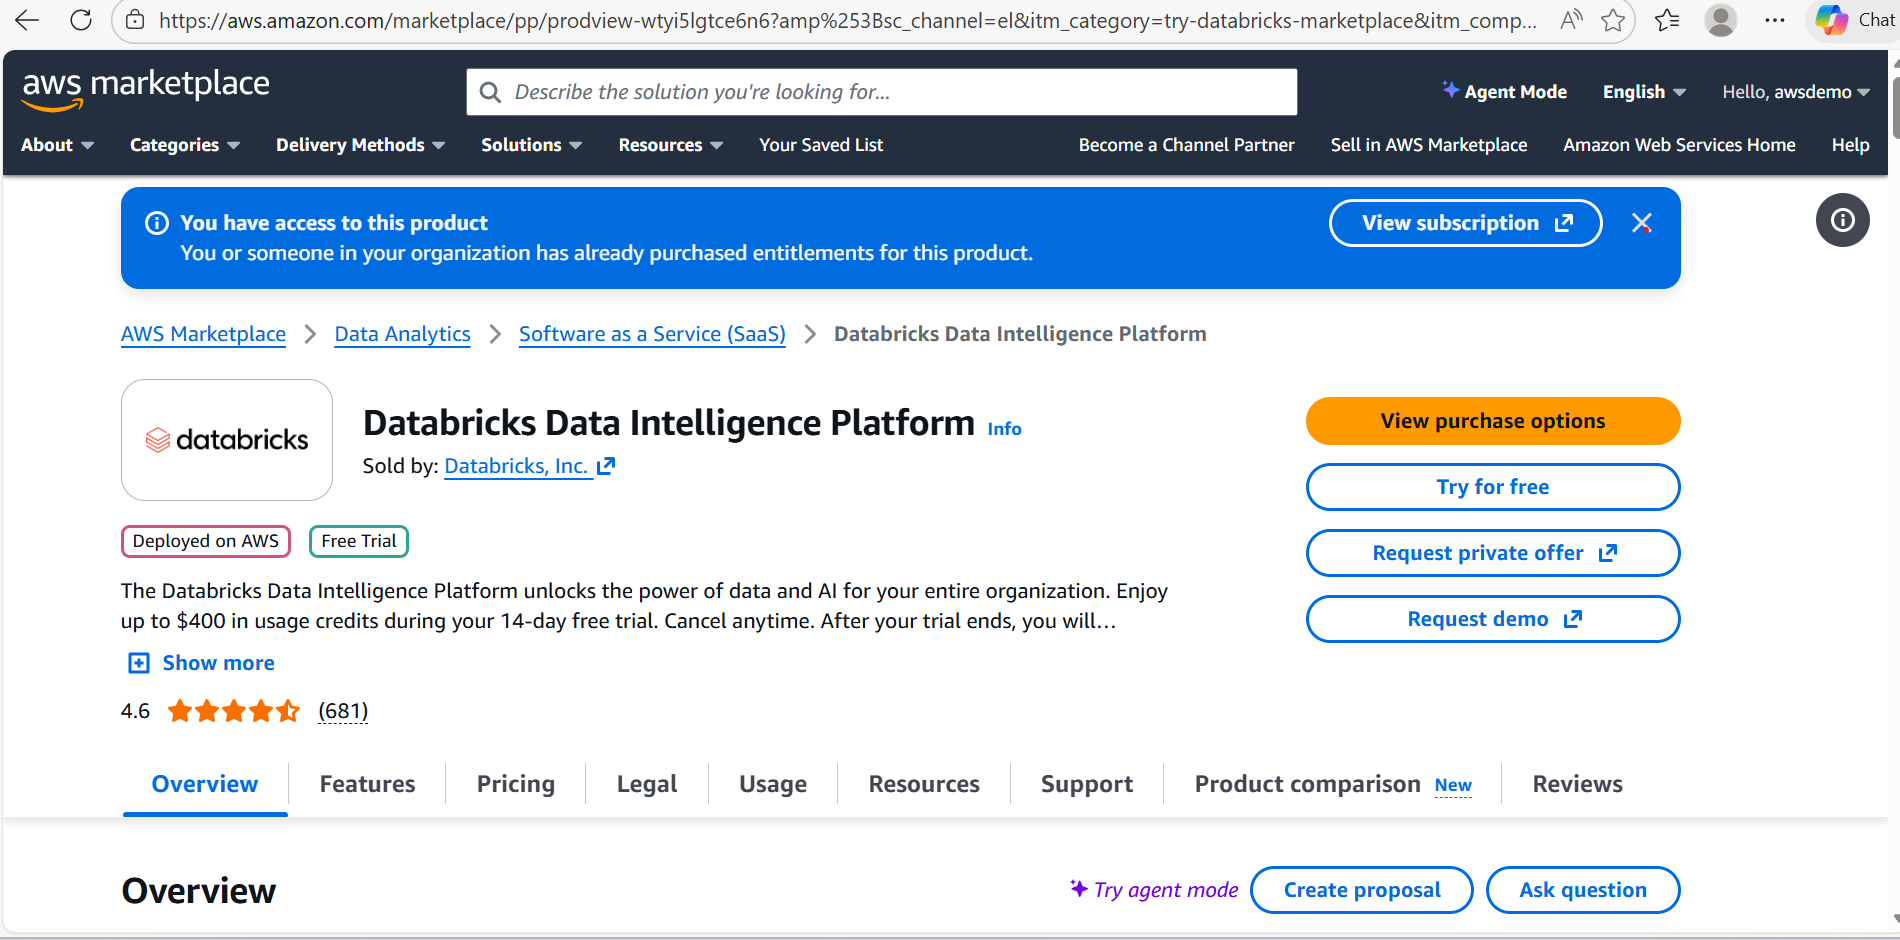 https://aws.amazon.com/marketplace/pp/prodview-wtyi5lgtce6n6?amp%253Bsc_channel=el&itm_category=try-databricks-marketplace&itm_comp... Chat
aws marketplace
Describe the solution you're looking for...
Agent Mode
English
Hello, awsdemo
About
Categories
Delivery Methods
Solutions
Resources
Your Saved List
Become a Channel Partner
Sell in AWS Marketplace
Amazon Web Services Home
Help
You have access to this product
You or someone in your organization has already purchased entitlements for this product.
View subscription
AWS Marketplace > Data Analytics > Software as a Service (SaaS) > Databricks Data Intelligence Platform
databricks
Databricks Data Intelligence Platform Info
Sold by: Databricks, Inc.
View purchase options
Try for free
Request private offer
Request demo
Deployed on AWS
Free Trial
The Databricks Data Intelligence Platform unlocks the power of data and AI for your entire organization. Enjoy
up to $400 in usage credits during your 14-day free trial. Cancel anytime. After your trial ends, you will...
Show more
4.6 (681)
Overview
Features
Pricing
Legal
Usage
Resources
Support
Product comparison New
Reviews
Overview
Try agent mode
Create proposal
Ask question